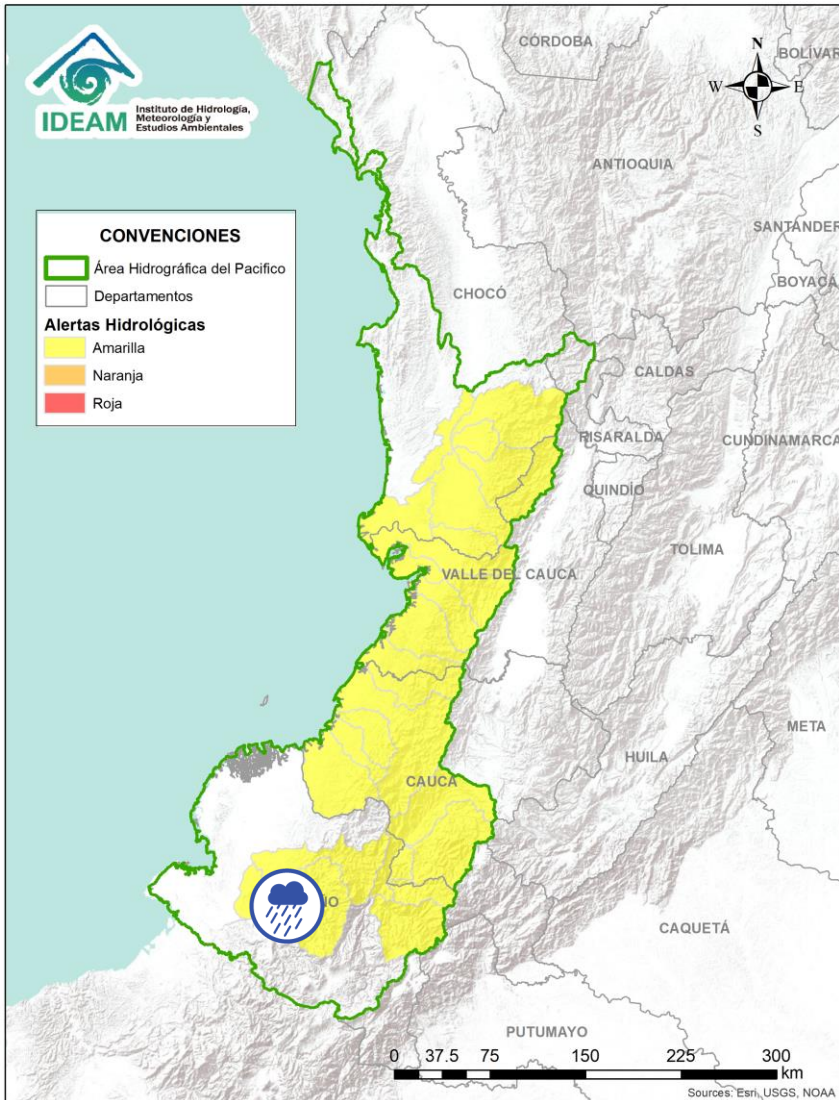 IDEAM
Instituto de Hidrología,
Meteorología y
Estudios Ambientales
CÓRDOBA
BOLÍVAR
N
W
E
S
ANTIOQUIA
SANTANDER
BOYACÁ
CONVENCIONES
Área Hidrográfica del Pacifico
Departamentos
Alertas Hidrológicas
Amarilla
Naranja
Roja
CHOCÓ
CALDAS
RISARALDA
CUNDINAMARCA
QUINDÍO
TOLIMA
VALLE DEL CAUCA
META
HUILA
CAUCA
ÑO
CAQUETÁ
PUTUMAYO
0 37.5 75 150 225 300
km
Sources: Esri, USGS, NOAA